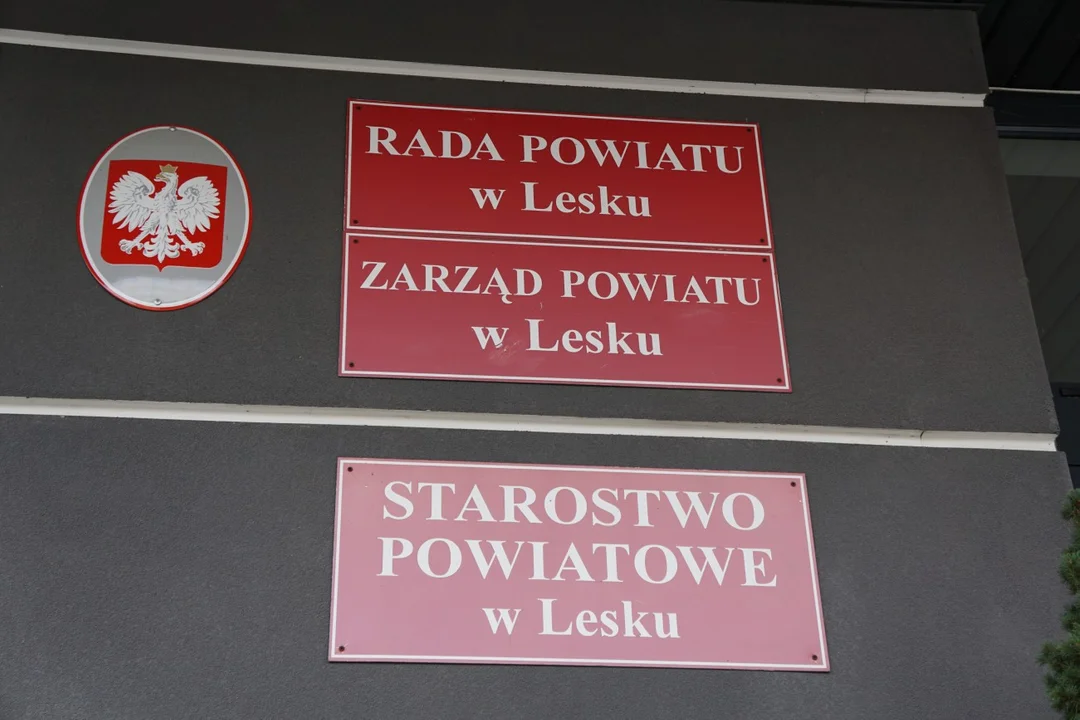 RADA POWIATU
w Lesku
ZARZĄD POWIATU
w Lesku
STAROSTWO
POWIATOWE
w Lesku